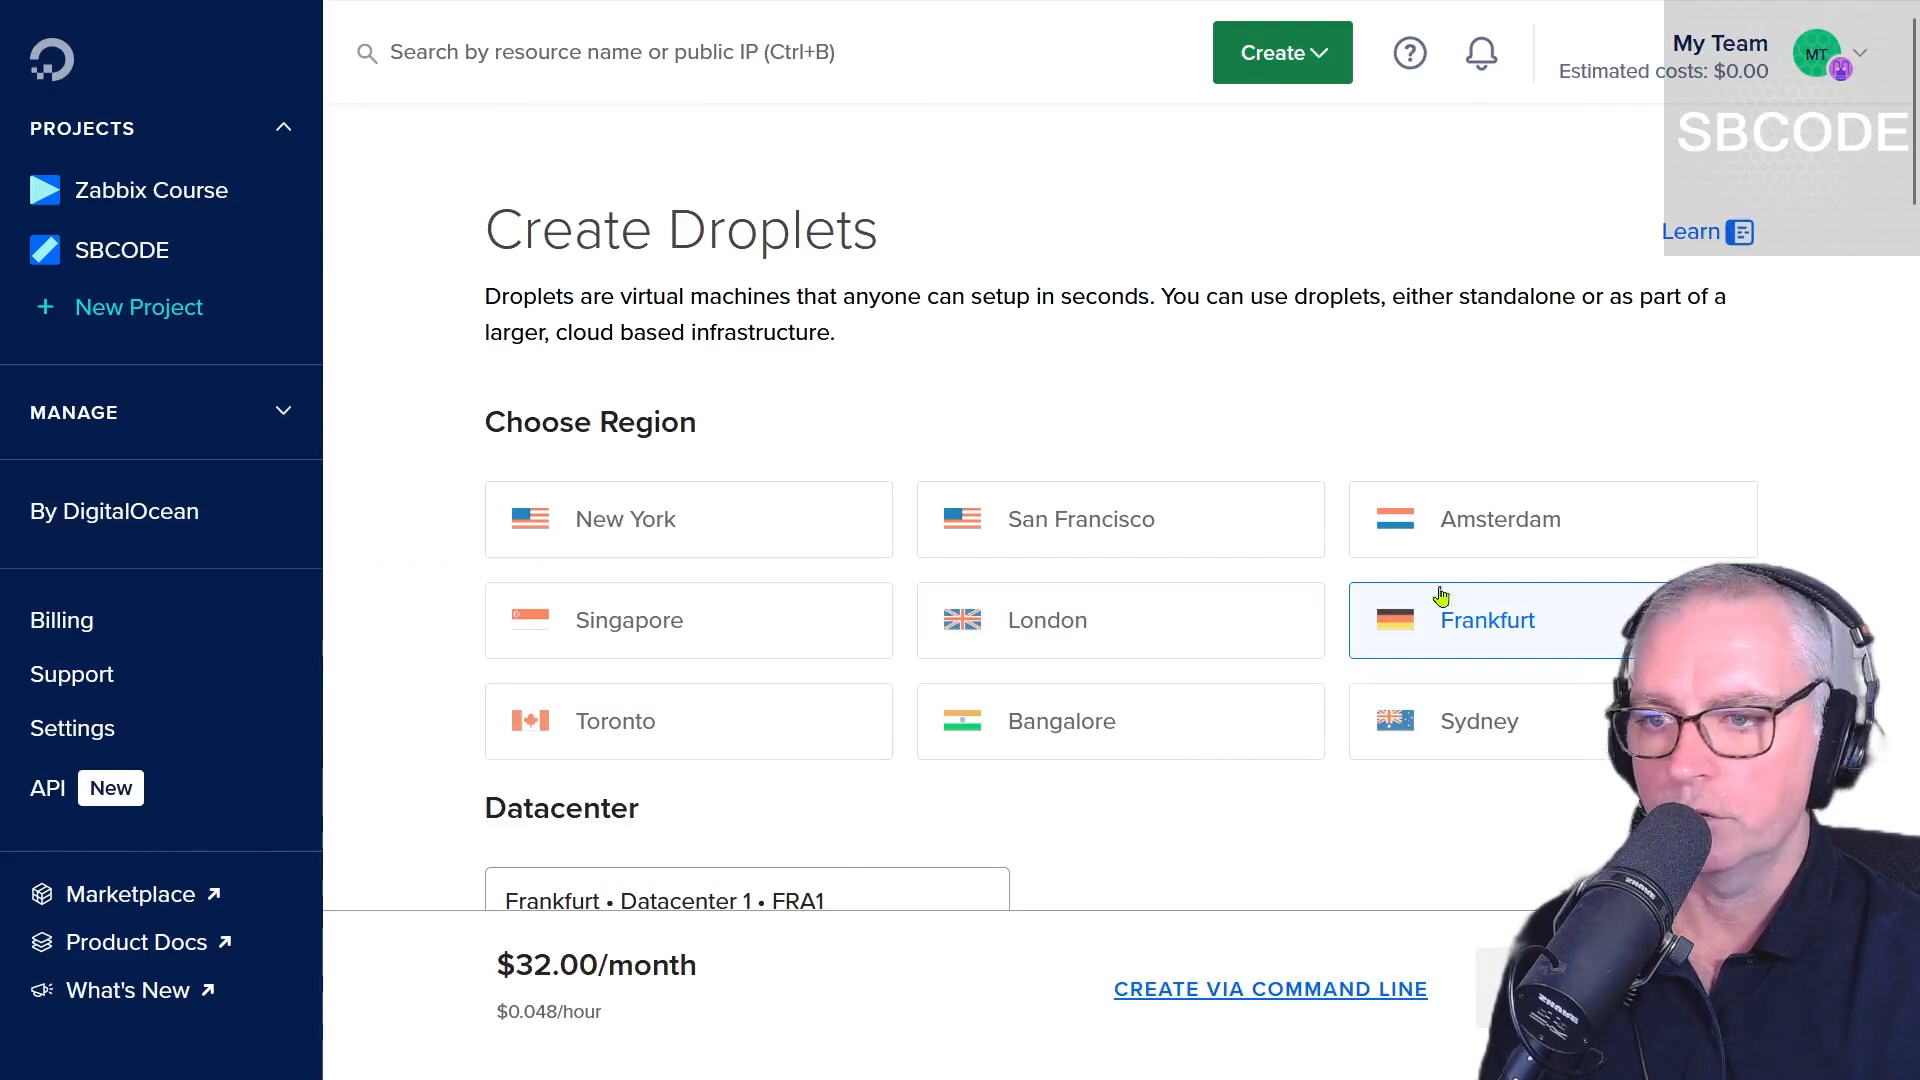 Search by resource name or public IP (Ctrl+B)
Create
My Team
Estimated costs: $0.00
MT
SBCODE
PROJECTS
Zabbix Course
SBCODE
+ New Project
MANAGE
By DigitalOcean
Billing
Support
Settings
API New
Marketplace
Product Docs
What's New
Create Droplets
Learn
Droplets are virtual machines that anyone can setup in seconds. You can use droplets, either standalone or as part of a
larger, cloud based infrastructure.
Choose Region
New York
San Francisco
Amsterdam
Singapore
London
Frankfurt
Toronto
Bangalore
Sydney
Datacenter
Frankfurt • Datacenter 1 • FRA1
$32.00/month
$0.048/hour
CREATE VIA COMMAND LINE